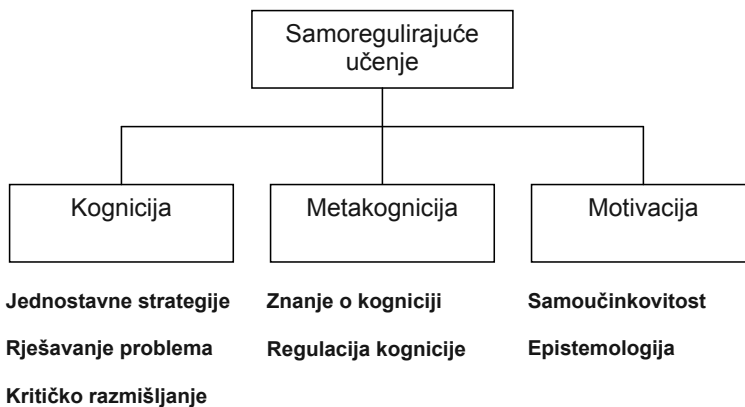 Samoregulirajuće
učenje
Kognicija
Metakognicija
Motivacija
Jednostavne strategije
Rješavanje problema
Kritičko razmišljanje
Znanje o kogniciji
Regulacija kognicije
Samoučinkovitost
Epistemologija